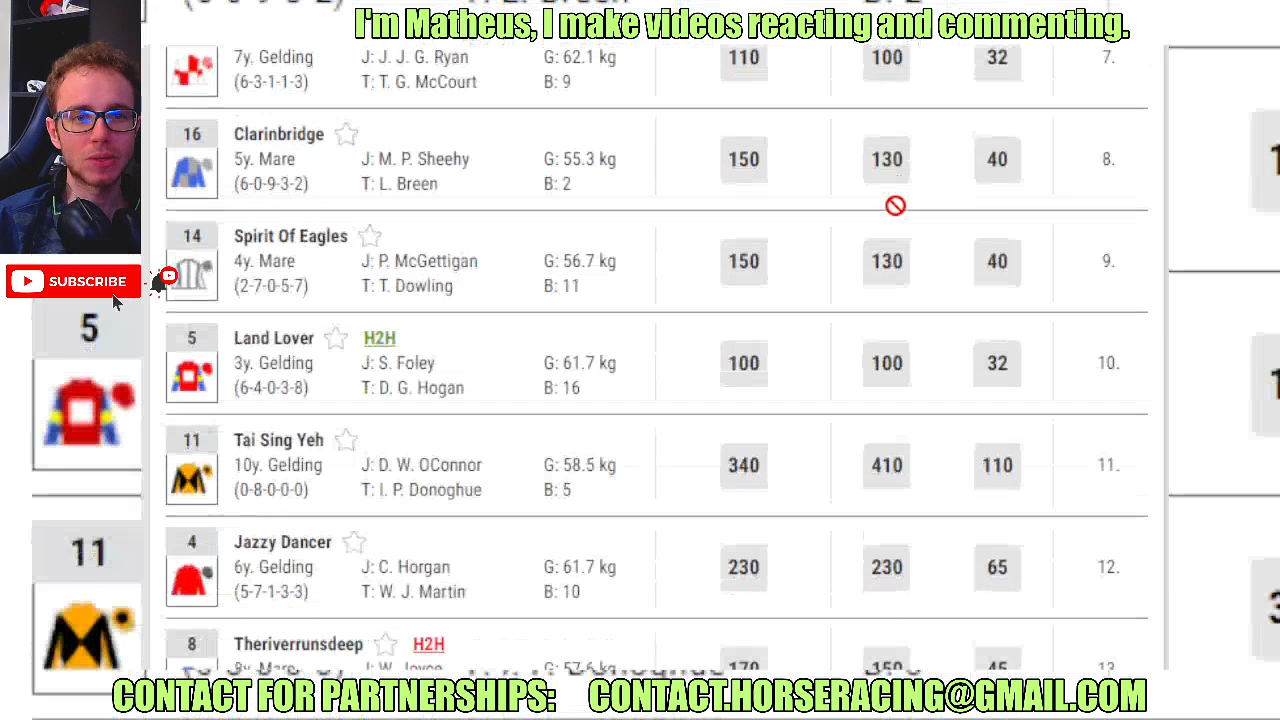 I'm Matheus, I make videos reacting and commenting.
7y. Gelding J: J. J. G. Ryan G: 62.1 kg 110 100 32 7.
(6-3-1-1-3) T: T. G. McCourt B: 9
16 Clarinbridge
5y. Mare J: M. P. Sheehy G: 55.3 kg 150 130 40 8.
(6-0-9-3-2) T: L. Breen B: 2
14 Spirit Of Eagles
4y. Mare J: P. McGettigan G: 56.7 kg 150 130 40 9.
(2-7-0-5-7) T: T. Dowling B: 11
SUBSCRIBE
5
5 Land Lover H2H
3y. Gelding J: S. Foley G: 61.7 kg 100 100 32 10.
(6-4-0-3-8) T: D. G. Hogan B: 16
11 Tai Sing Yeh
10y. Gelding J: D. W. OConnor G: 58.5 kg 340 410 110 11.
(0-8-0-0-0) T: I. P. Donoghue B: 5
11
4 Jazzy Dancer
6y. Gelding J: C. Horgan G: 61.7 kg 230 230 65 12.
(5-7-1-3-3) T: W. J. Martin B: 10
8 Theriverrunsdeep H2H
CONTACT FOR PARTNERSHIPS: CONTACT.HORSERACING@GMAIL.COM